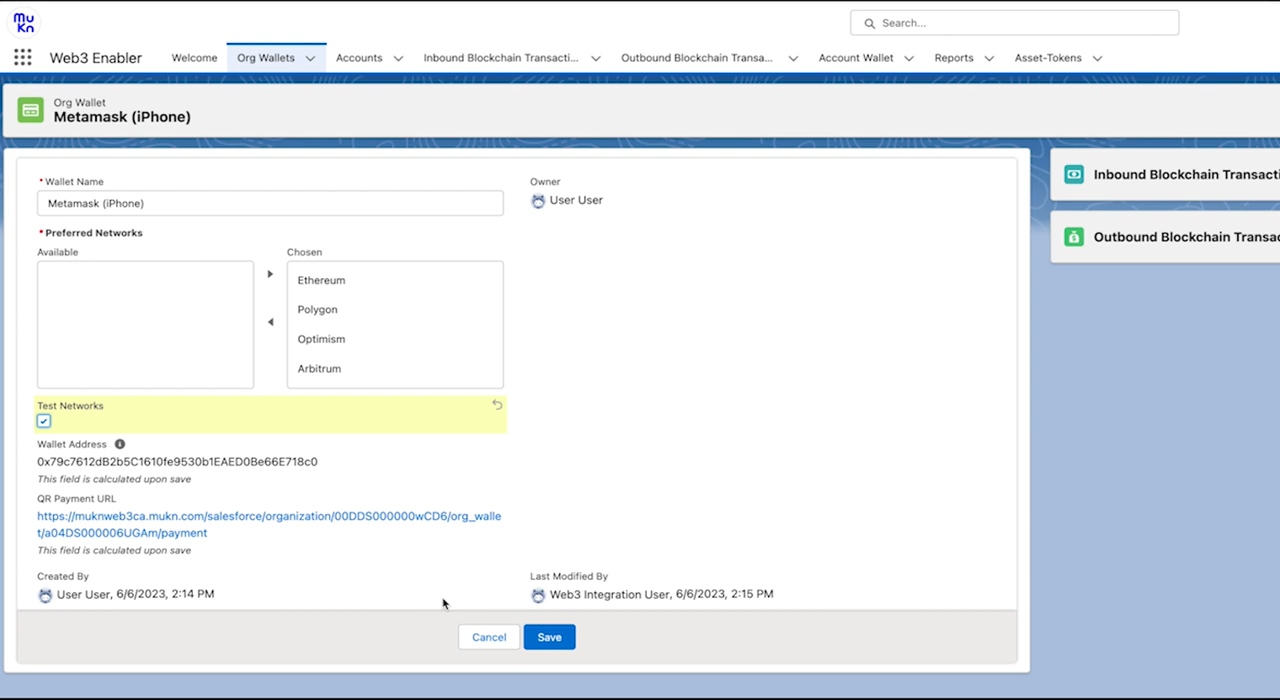 Mu
Kn
Search...
Web3 Enabler
Welcome
Org Wallets
Accounts
Inbound Blockchain Transacti...
Outbound Blockchain Transa...
Account Wallet
Reports
Asset-Tokens
Org Wallet
Metamask (iPhone)
* Wallet Name
Metamask (iPhone)
Owner
User User
* Preferred Networks
Available
Chosen
Ethereum
Polygon
Optimism
Arbitrum
Test Networks
Wallet Address
0x79c7612dB2b5C1610fe9530b1EAED0Be66E718c0
This field is calculated upon save
QR Payment URL
https://muknweb3ca.mukn.com/salesforce/organization/00DDS000000wCD6/org_walle
t/a04DS000006UGAm/payment
This field is calculated upon save
Created By
User User, 6/6/2023, 2:14 PM
Last Modified By
Web3 Integration User, 6/6/2023, 2:15 PM
Cancel
Save
Inbound Blockchain Transacti
Outbound Blockchain Transac